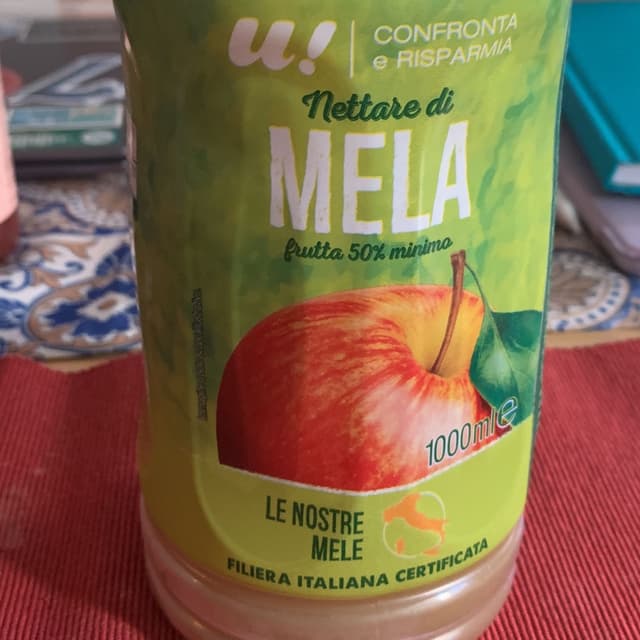 u!
CONFRONTA
e RISPARMIA
Nettare di
MELA
frutta 50% minimo
1000ml e
LE NOSTRE
MELE
FILIERA ITALIANA CERTIFICATA